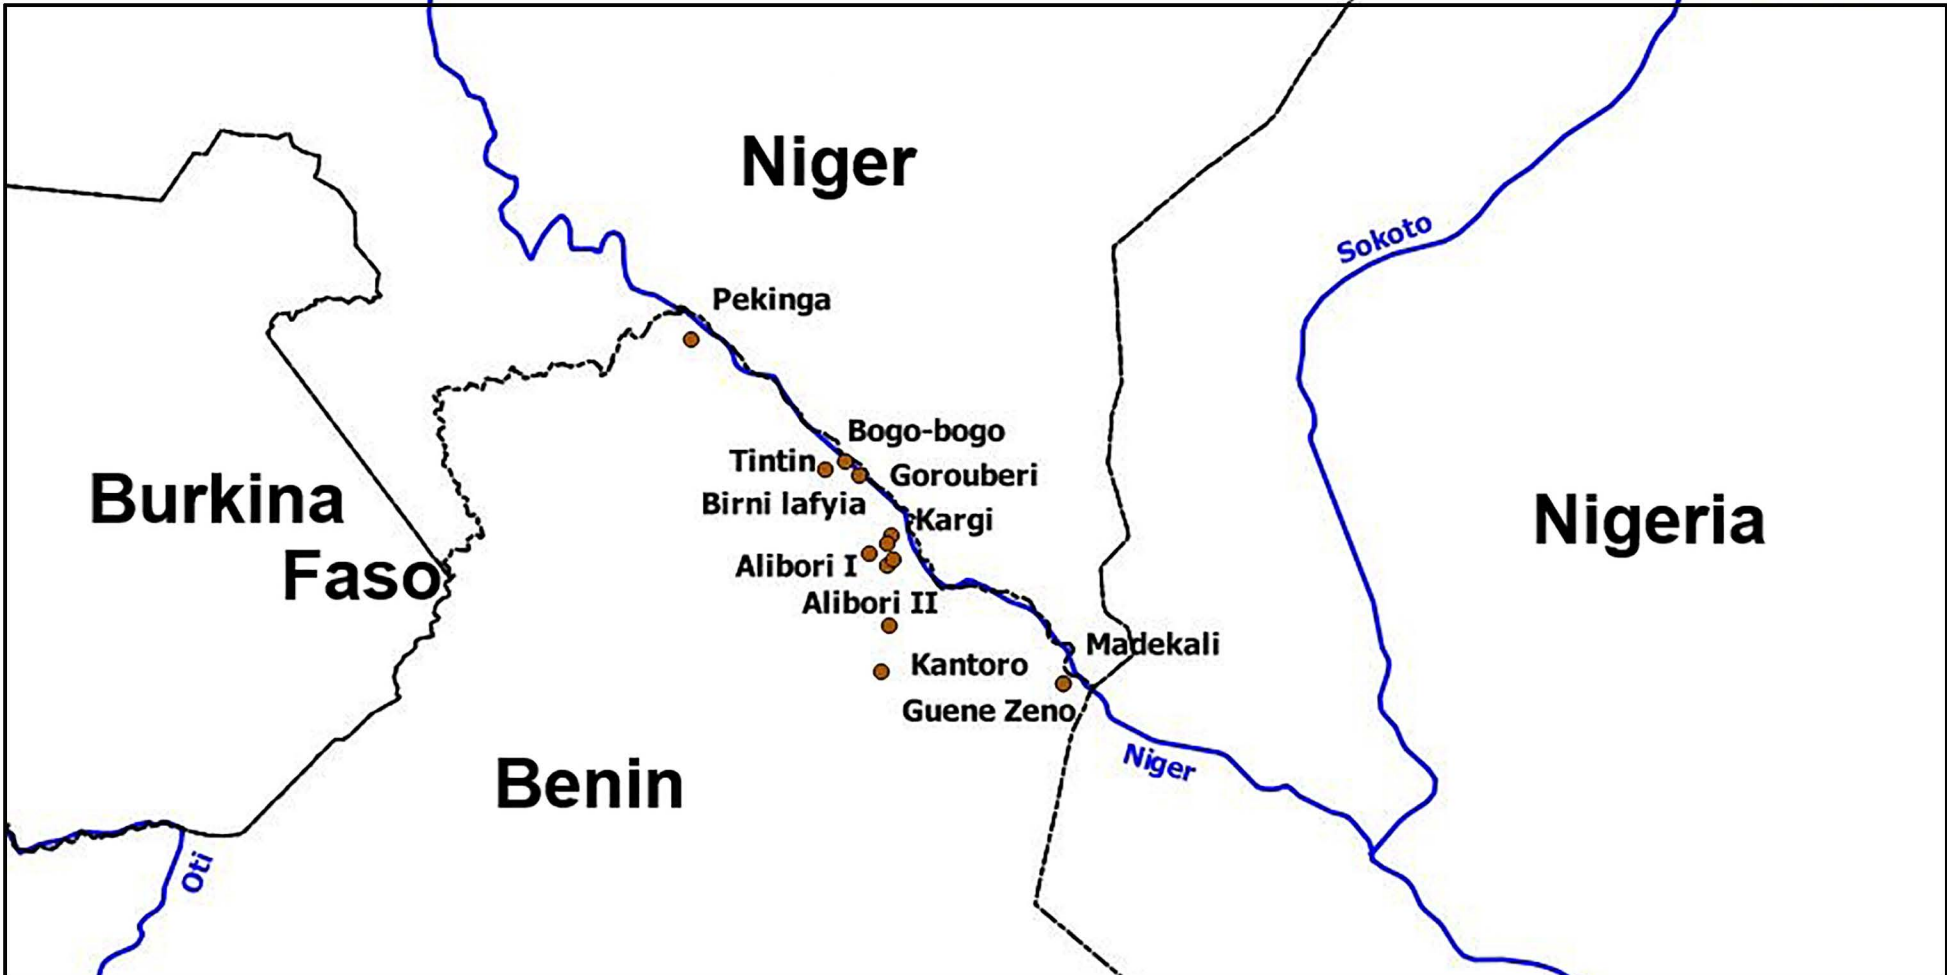 Niger
Sokoto
Pekinga
Bogo-bogo
Tintin
Gorouberi
Birni lafyia
Kargi
Burkina
Faso
Nigeria
Alibori I
Alibori II
Madekali
Kantoro
Guene Zeno
Niger
Benin
Oti